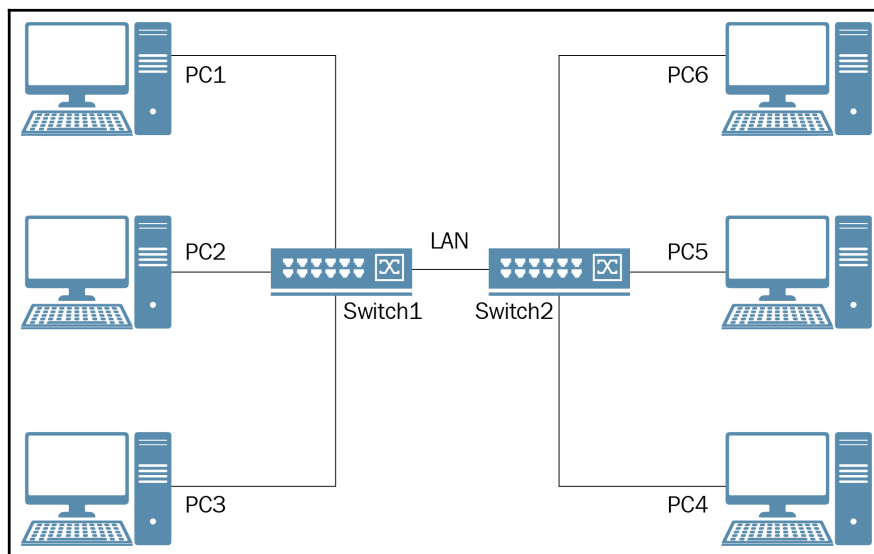 PC1
PC6
PC2
LAN
PC5
Switch1
Switch2
PC3
PC4